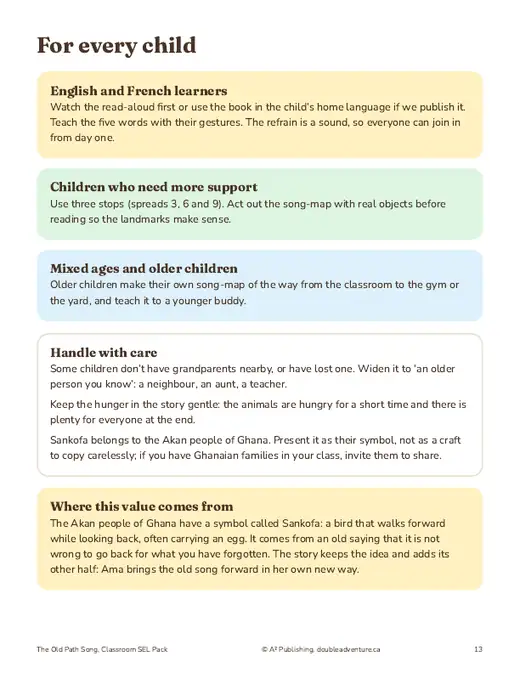 For every child
English and French learners
Watch the read-aloud first or use the book in the child's home language if we publish it.
Teach the five words with their gestures. The refrain is a sound, so everyone can join in
from day one.
Children who need more support
Use three stops (spreads 3, 6 and 9). Act out the song-map with real objects before
reading so the landmarks make sense.
Mixed ages and older children
Older children make their own song-map of the way from the classroom to the gym or
the yard, and teach it to a younger buddy.
Handle with care
Some children don't have grandparents nearby, or have lost one. Widen it to 'an older
person you know': a neighbour, an aunt, a teacher.
Keep the hunger in the story gentle: the animals are hungry for a short time and there is
plenty for everyone at the end.
Sankofa belongs to the Akan people of Ghana. Present it as their symbol, not as a craft
to copy carelessly; if you have Ghanaian families in your class, invite them to share.
Where this value comes from
The Akan people of Ghana have a symbol called Sankofa: a bird that walks forward
while looking back, often carrying an egg. It comes from an old saying that it is not
wrong to go back for what you have forgotten. The story keeps the idea and adds its
other half: Ama brings the old song forward in her own new way.
The Old Path Song, Classroom SEL Pack
© A² Publishing, doubleadventure.ca
13